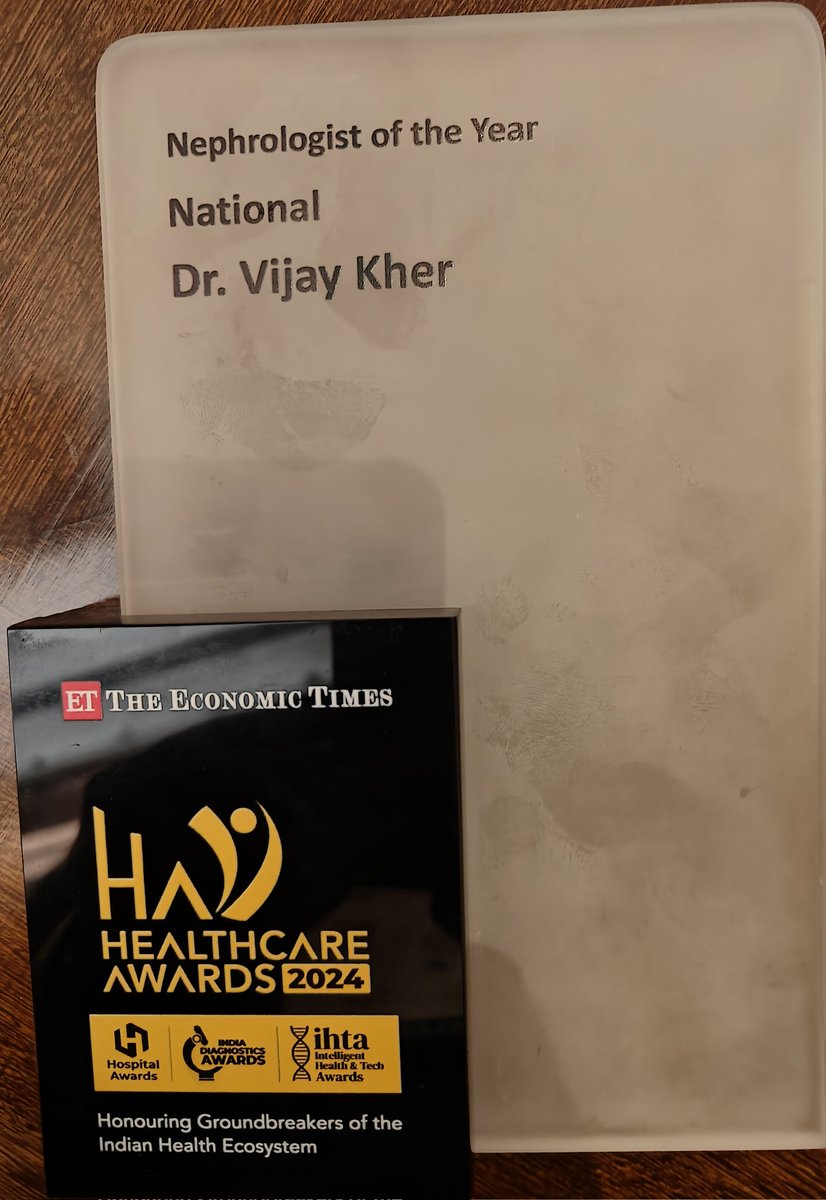 Nephrologist of the Year
National
Dr. Vijay Kher
ET THE ECONOMIC TIMES
HA
HEALTHCARE
AWARDS 2024
Hospital
Awards
INDIA
DIAGNOSTICS
AWARDS
ihta
Intelligent
Health & Tech
Awards
Honouring Groundbreakers of the
Indian Health Ecosystem